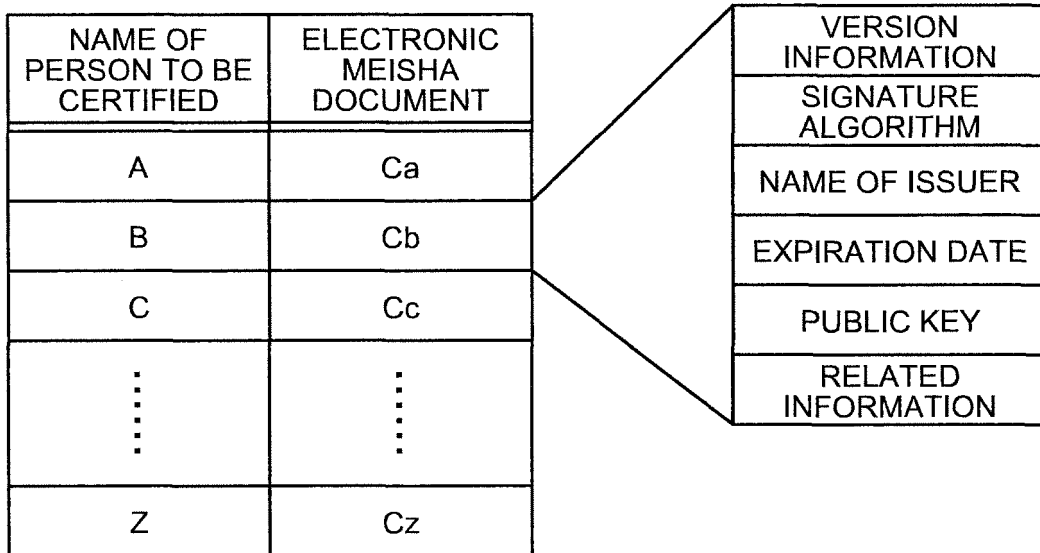 NAME OF
PERSON TO BE
CERTIFIED
ELECTRONIC
MEISHA
DOCUMENT
A
Ca
B
Cb
C
Cc
Z
Cz
VERSION
INFORMATION
SIGNATURE
ALGORITHM
NAME OF ISSUER
EXPIRATION DATE
PUBLIC KEY
RELATED
INFORMATION